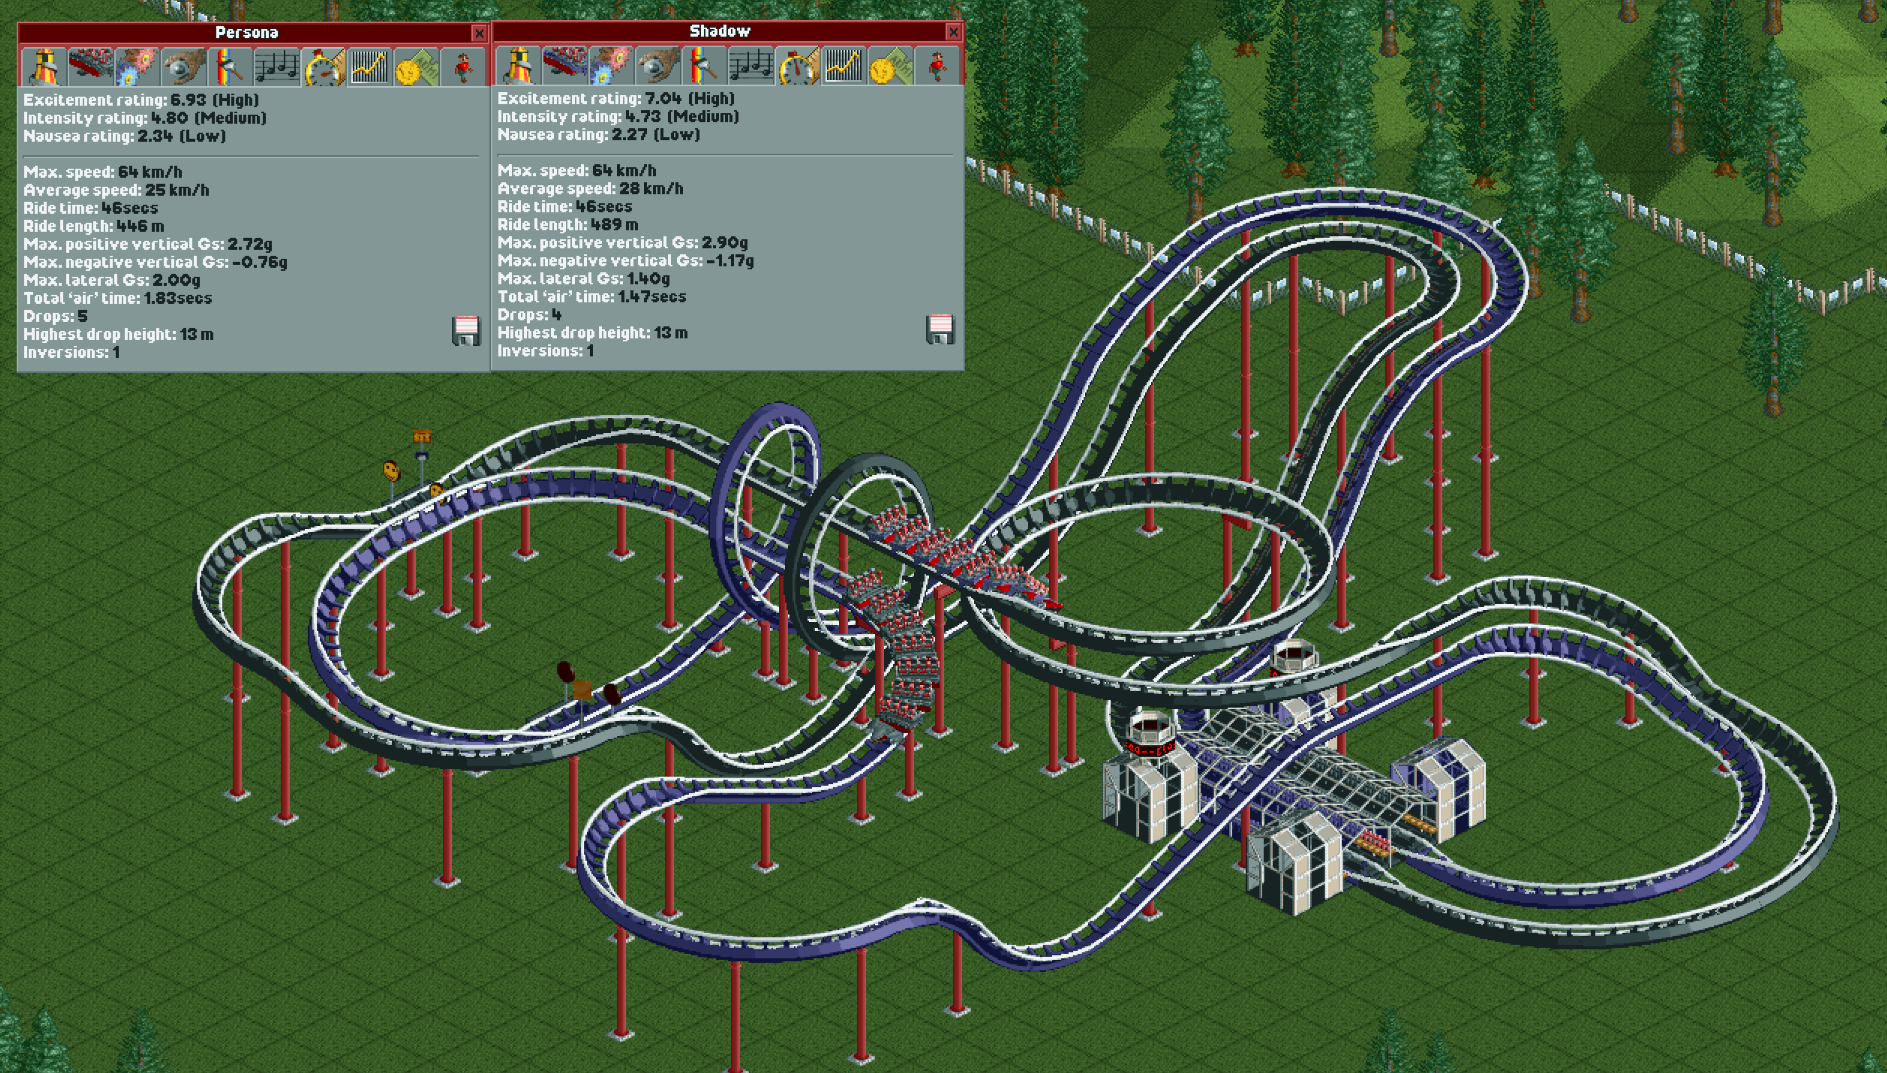 Persona
Excitement rating: 6.93 (High)
Intensity rating: 4.80 (Medium)
Nausea rating: 2.34 (Low)
Max. speed: 64 km/h
Average speed: 25 km/h
Ride time: 46secs
Ride length: 446 m
Max. positive vertical Gs: 2.72g
Max. negative vertical Gs: -0.76g
Max. lateral Gs: 2.00g
Total ‘air’ time: 1.83secs
Drops: 5
Highest drop height: 13 m
Inversions: 1
Shadow
Excitement rating: 7.04 (High)
Intensity rating: 4.73 (Medium)
Nausea rating: 2.27 (Low)
Max. speed: 64 km/h
Average speed: 28 km/h
Ride time: 46secs
Ride length: 489 m
Max. positive vertical Gs: 2.90g
Max. negative vertical Gs: -1.17g
Max. lateral Gs: 1.40g
Total ‘air’ time: 1.47secs
Drops: 4
Highest drop height: 13 m
Inversions: 1